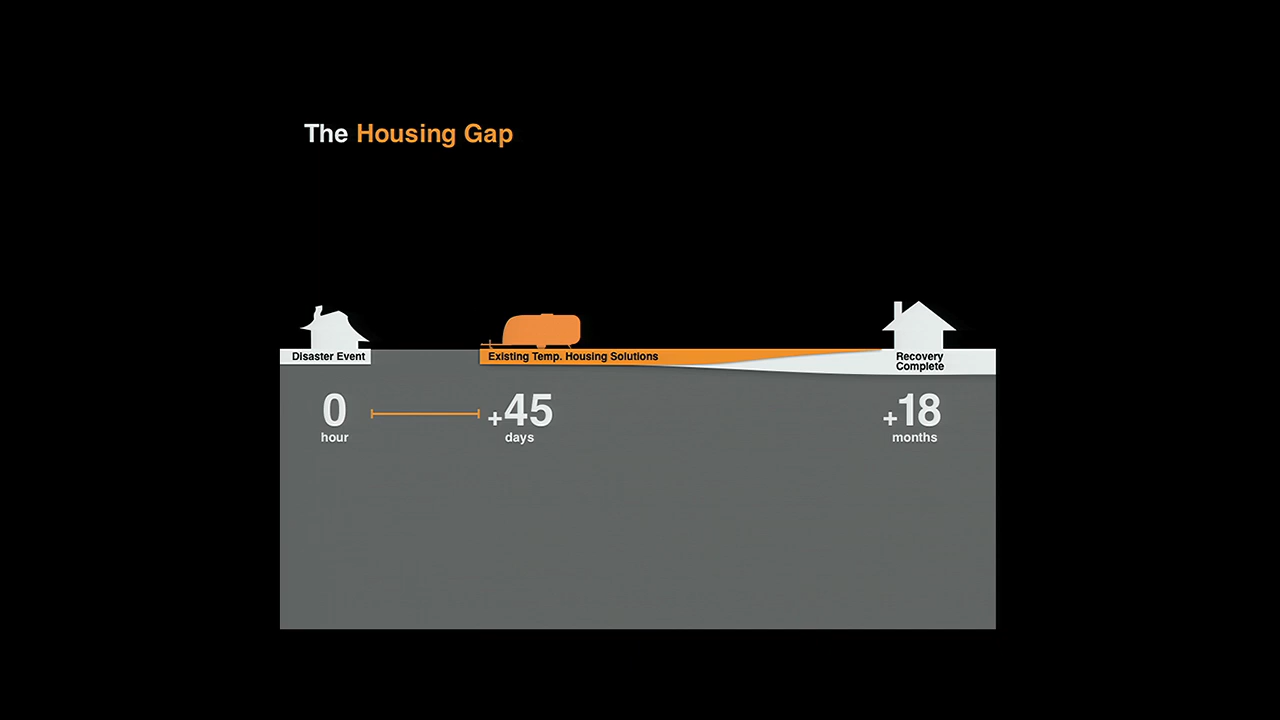 The Housing Gap
Disaster Event
Existing Temp. Housing Solutions
Recovery
Complete
0
hour
+45
days
+18
months